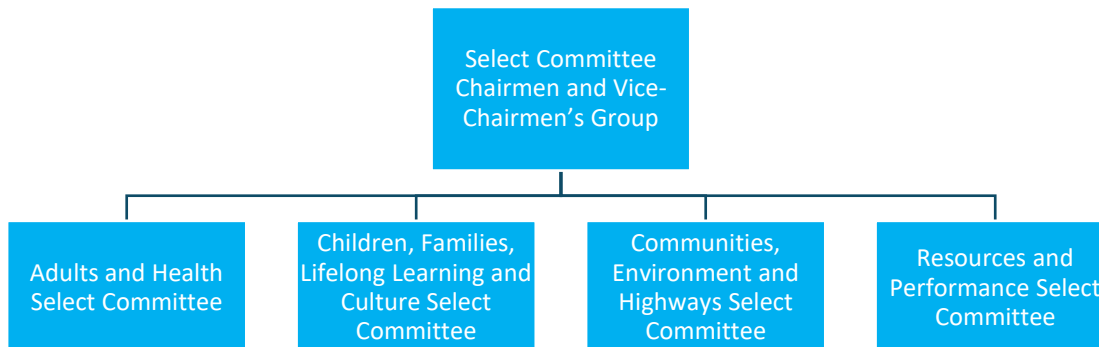 Select Committee
Chairmen and Vice-
Chairmen’s Group
Adults and Health
Select Committee
Children, Families,
Lifelong Learning and
Culture Select
Committee
Communities,
Environment and
Highways Select
Committee
Resources and
Performance Select
Committee